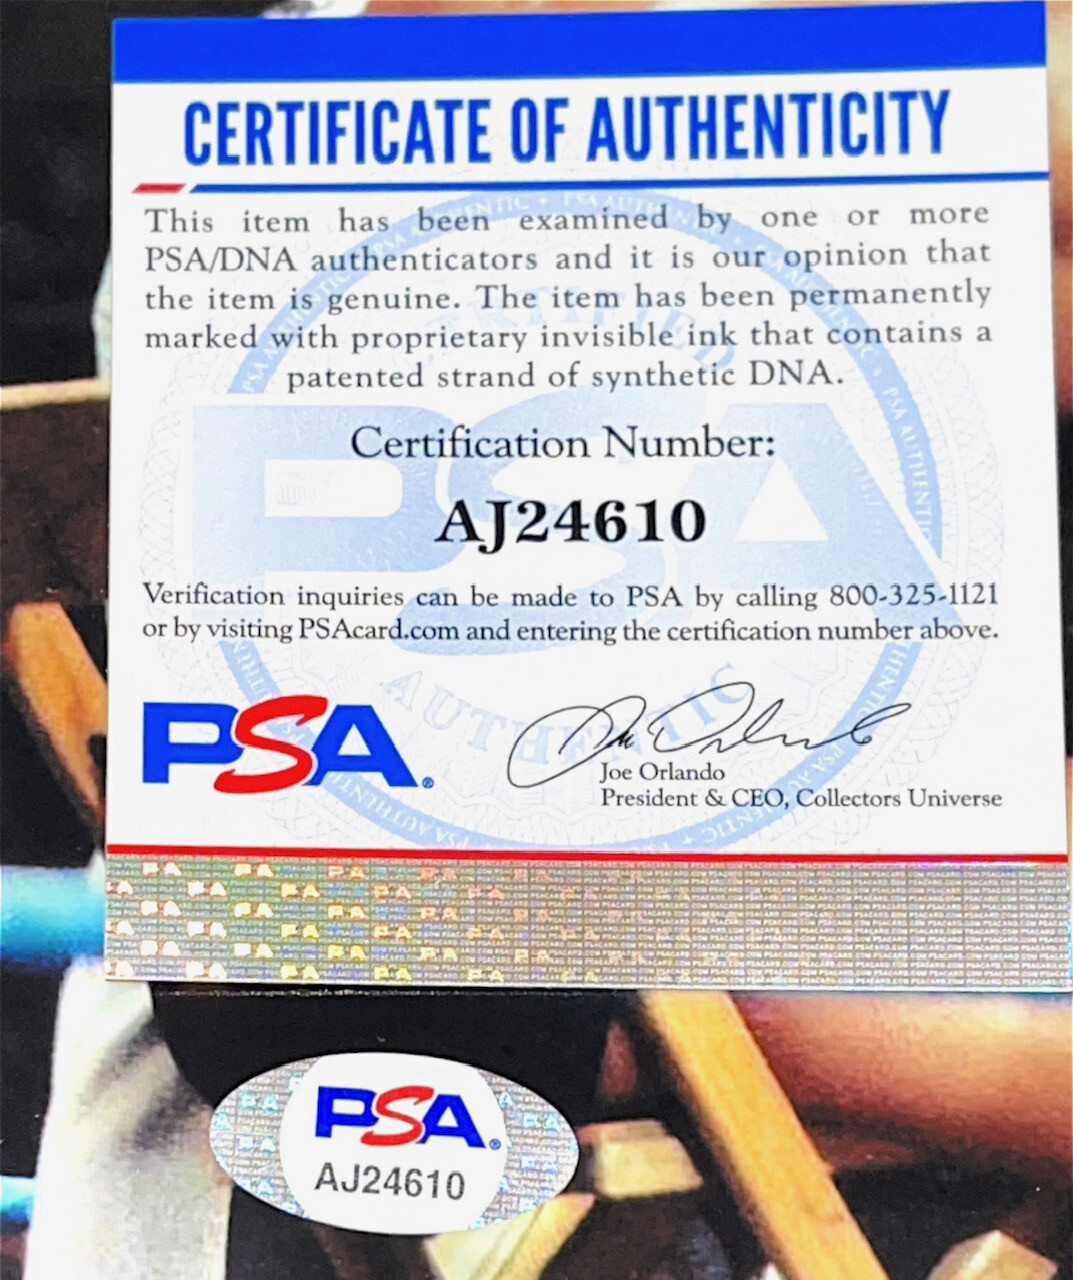 CERTIFICATE OF AUTHENTICITY
This item has been examined by one or more
PSA/DNA authenticators and it is our opinion that
the item is genuine. The item has been permanently
marked with proprietary invisible ink that contains a
patented strand of synthetic DNA.
Certification Number:
AJ24610
Verification inquiries can be made to PSA by calling 800-325-1121
or by visiting PSAcard.com and entering the certification number above.
PSA®
Joe Orlando
President & CEO, Collectors Universe
PSA®
AJ24610